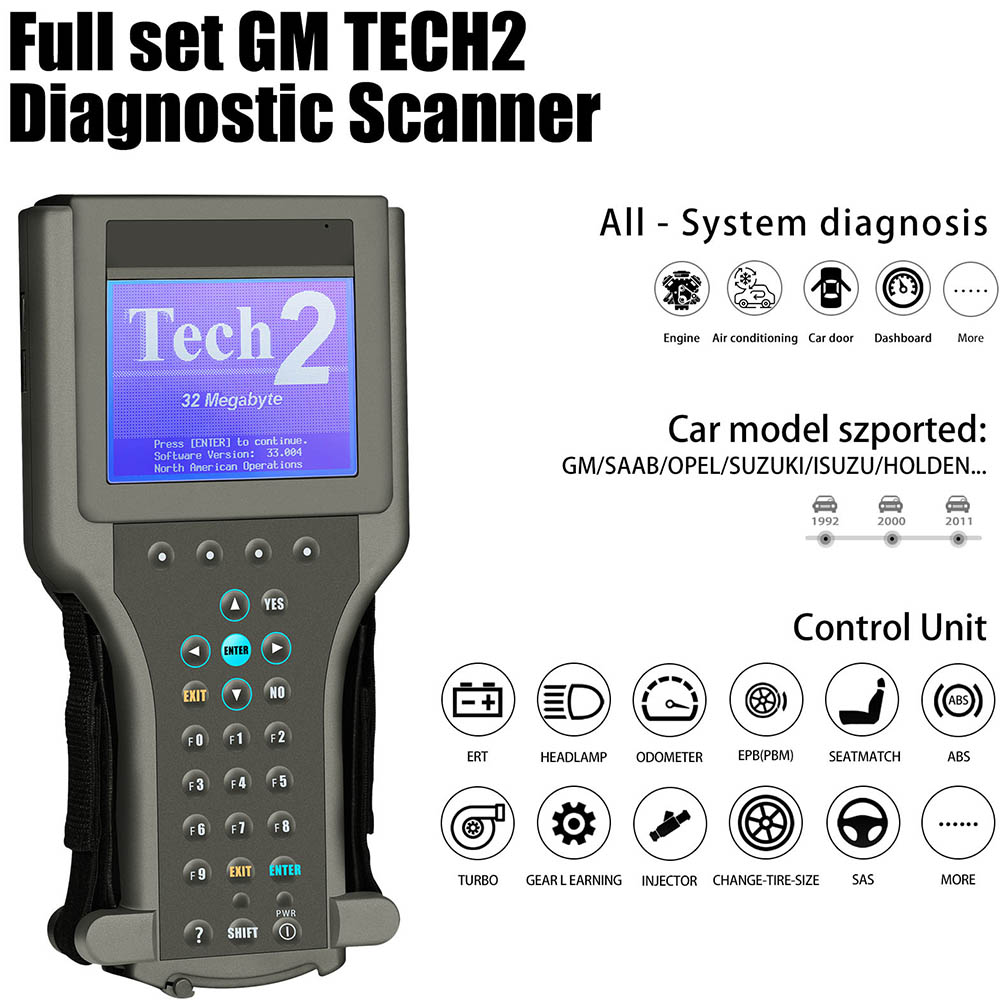 Full set GM TECH2
Diagnostic Scanner
Tech2
32 Megabyte
Press [ENTER] to continue.
Software Version: 33.004
North American Operations
YES
ENTER
EXIT
NO
F0 F1 F2
F3 F4 F5
F6 F7 F8
F9 EXIT ENTER
PWR
? SHIFT
All - System diagnosis
Engine Air conditioning Car door Dashboard More
Car model szported:
GM/SAAB/OPEL/SUZUKI/ISUZU/HOLDEN...
1992 2000 2011
Control Unit
ERT HEADLAMP ODOMETER EPB(PBM) SEATMATCH ABS
ABS
TURBO GEAR L EARNING INJECTOR CHANGE-TIRE-SIZE SAS MORE